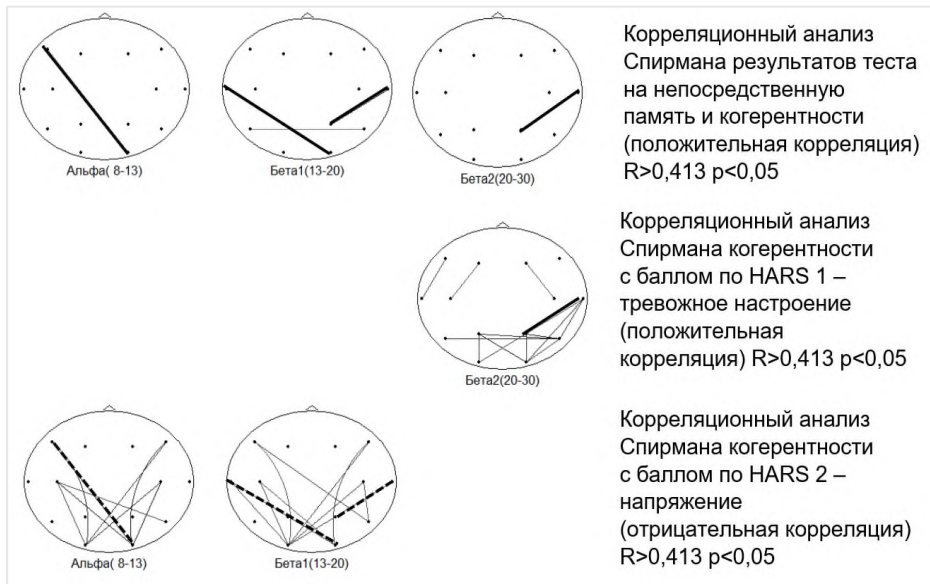 Корреляционный анализ
Спирмана результатов теста
на непосредственную
память и когерентности
(положительная корреляция)
R>0,413 p<0,05
Альфа( 8-13)
Бета1(13-20)
Бета2(20-30)
Корреляционный анализ
Спирмана когерентности
с баллом по HARS 1 –
тревожное настроение
(положительная
корреляция) R>0,413 p<0,05
Бета2(20-30)
Корреляционный анализ
Спирмана когерентности
с баллом по HARS 2 –
напряжение
(отрицательная корреляция)
R>0,413 p<0,05
Альфа( 8-13)
Бета1(13-20)